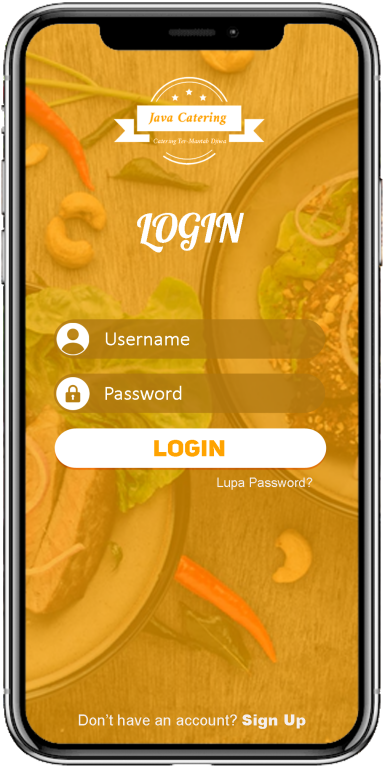 Java Catering
LOGIN
Username
Password
LOGIN
Lupa Password?
Don't have an account? Sign Up